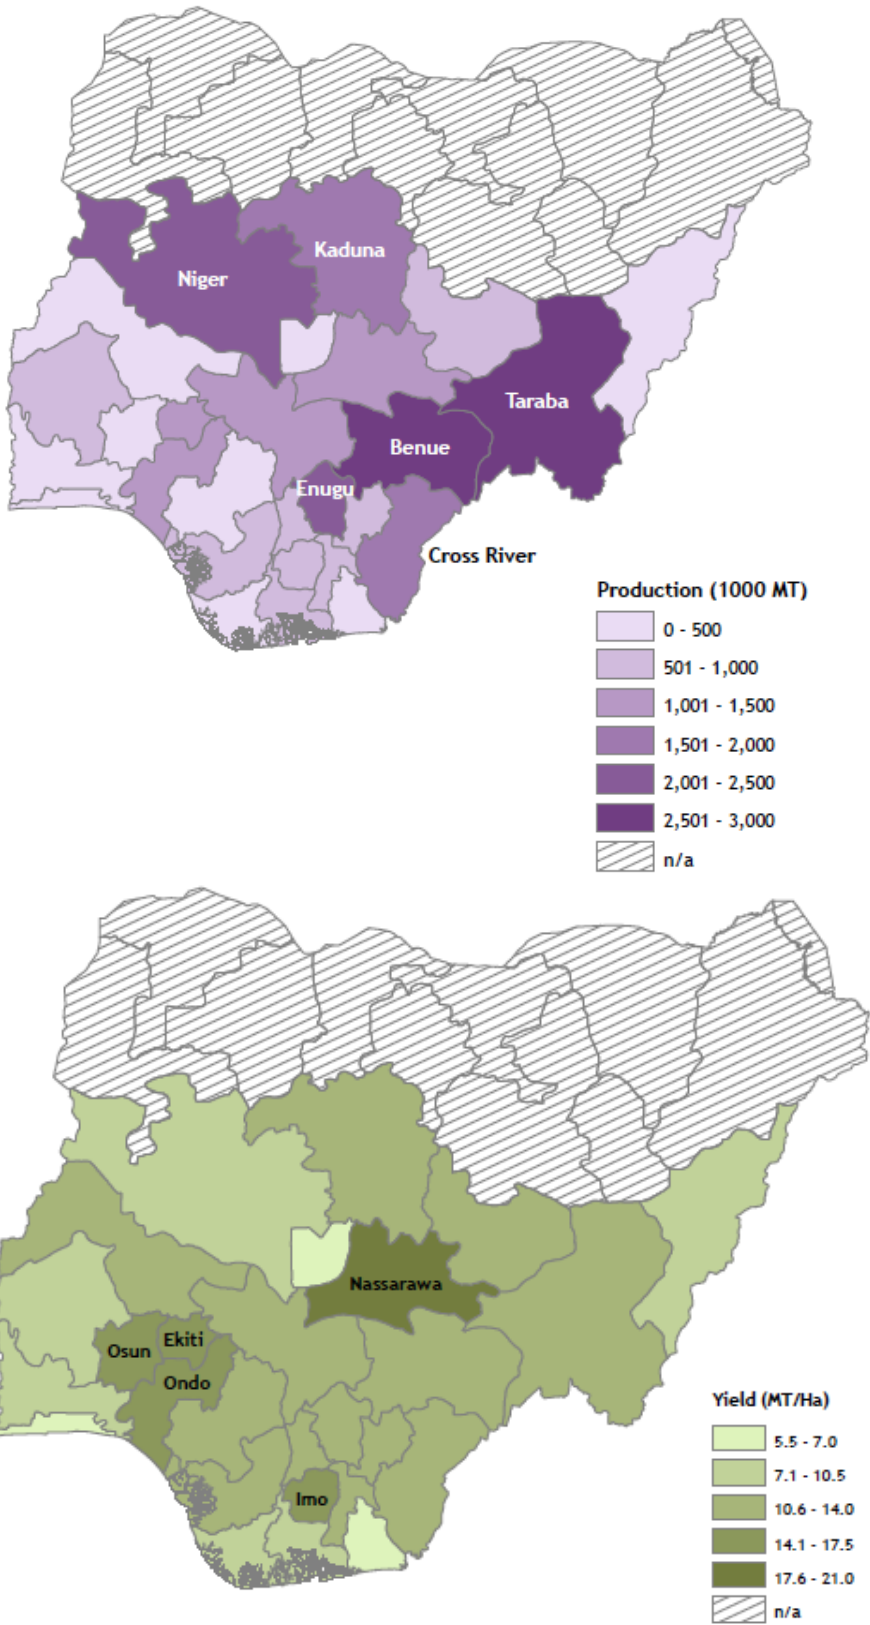 Kaduna
Niger
Taraba
Benue
Enugu
Cross River
Production (1000 MT)
0 - 500
501 - 1,000
1,001 - 1,500
1,501 - 2,000
2,001 - 2,500
2,501 - 3,000
n/a
Nassarawa
Ekiti
Osun
Ondo
Imo
Yield (MT/Ha)
5.5 - 7.0
7.1 - 10.5
10.6 - 14.0
14.1 - 17.5
17.6 - 21.0
n/a